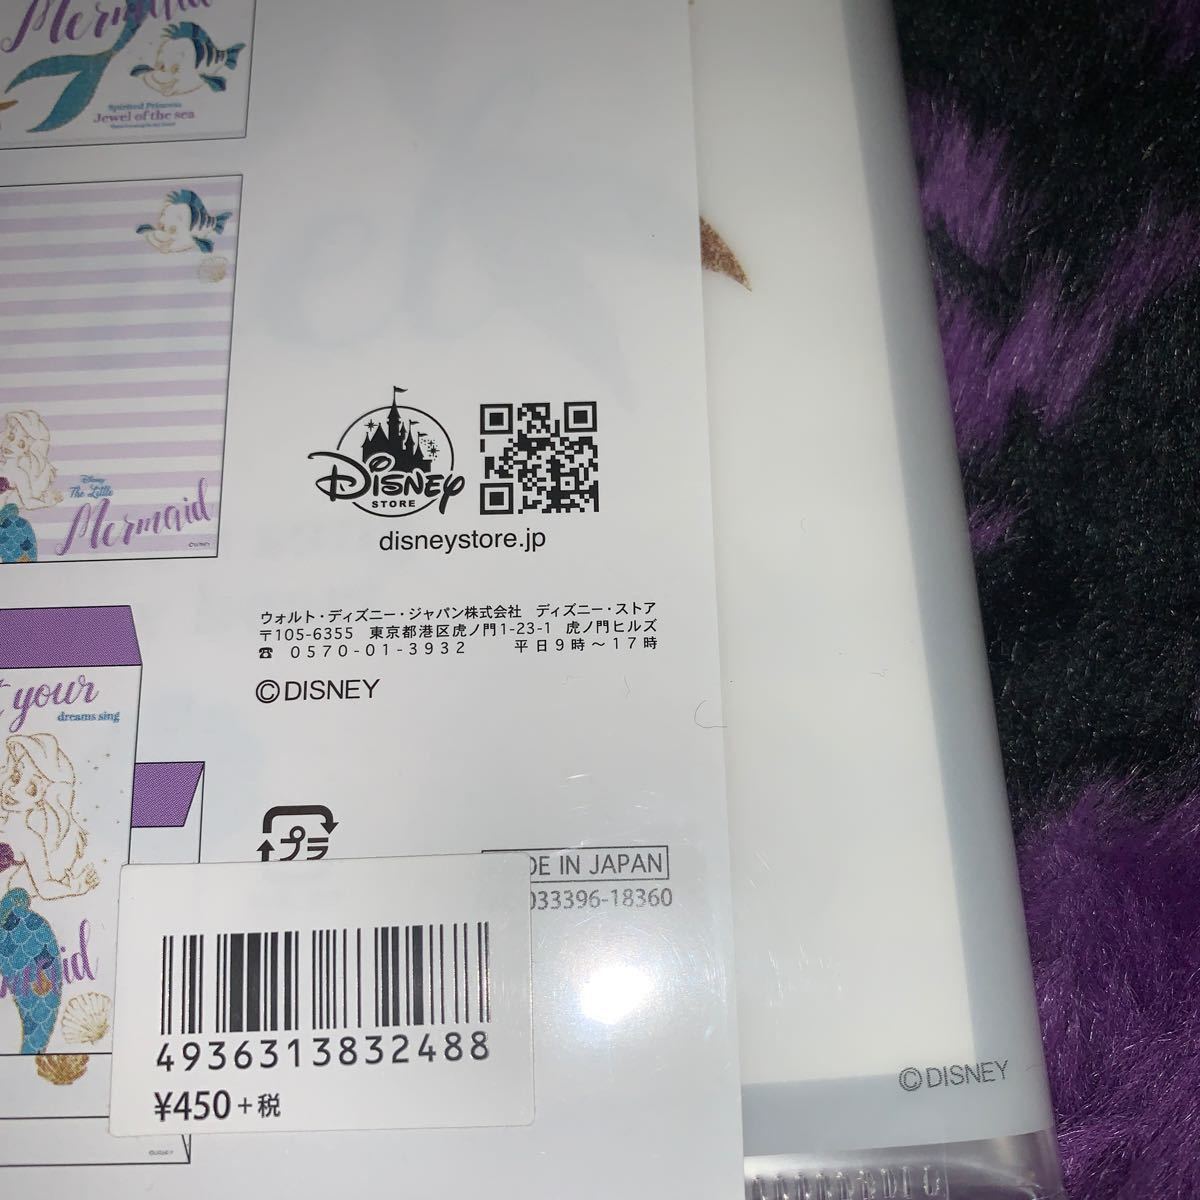 Mermaid
Spirited Princess
Jewel of the sea
Disney
The Little
Mermaid
©DISNEY
your
dreams sing
DISNEY
STORE
disneystore.jp
ウォルト・ディズニー・ジャパン株式会社 ディズニー・ストア
〒105-6355 東京都港区虎ノ門1-23-1 虎ノ門ヒルズ
☎ 0570-01-3932 平日9時～17時
©DISNEY
プラ
DE IN JAPAN
033396-18360
4936313832488
¥450+税
©DISNEY
©DISNEY